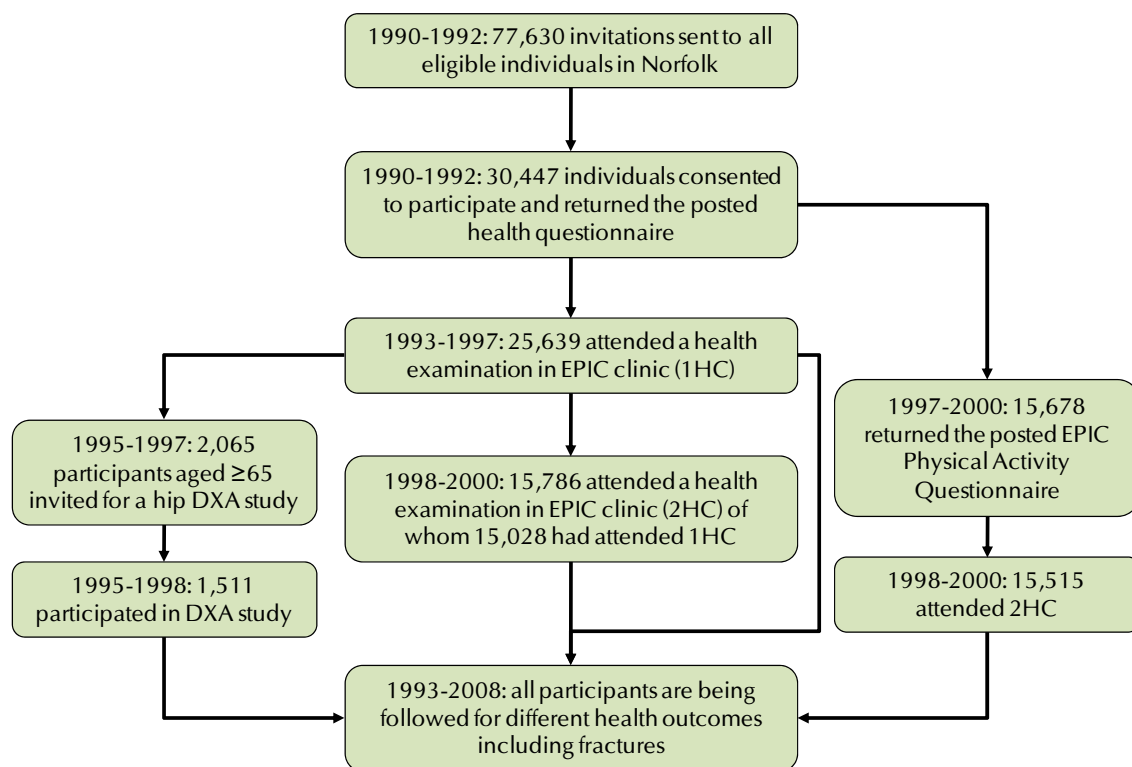 1990-1992: 77,630 invitations sent to all
eligible individuals in Norfolk
1990-1992: 30,447 individuals consented
to participate and returned the posted
health questionnaire
1993-1997: 25,639 attended a health
examination in EPIC clinic (1HC)
1995-1997: 2,065
participants aged ≥65
invited for a hip DXA study
1998-2000: 15,786 attended a health
examination in EPIC clinic (2HC) of
whom 15,028 had attended 1HC
1997-2000: 15,678
returned the posted EPIC
Physical Activity
Questionnaire
1995-1998: 1,511
participated in DXA study
1998-2000: 15,515
attended 2HC
1993-2008: all participants are being
followed for different health outcomes
including fractures